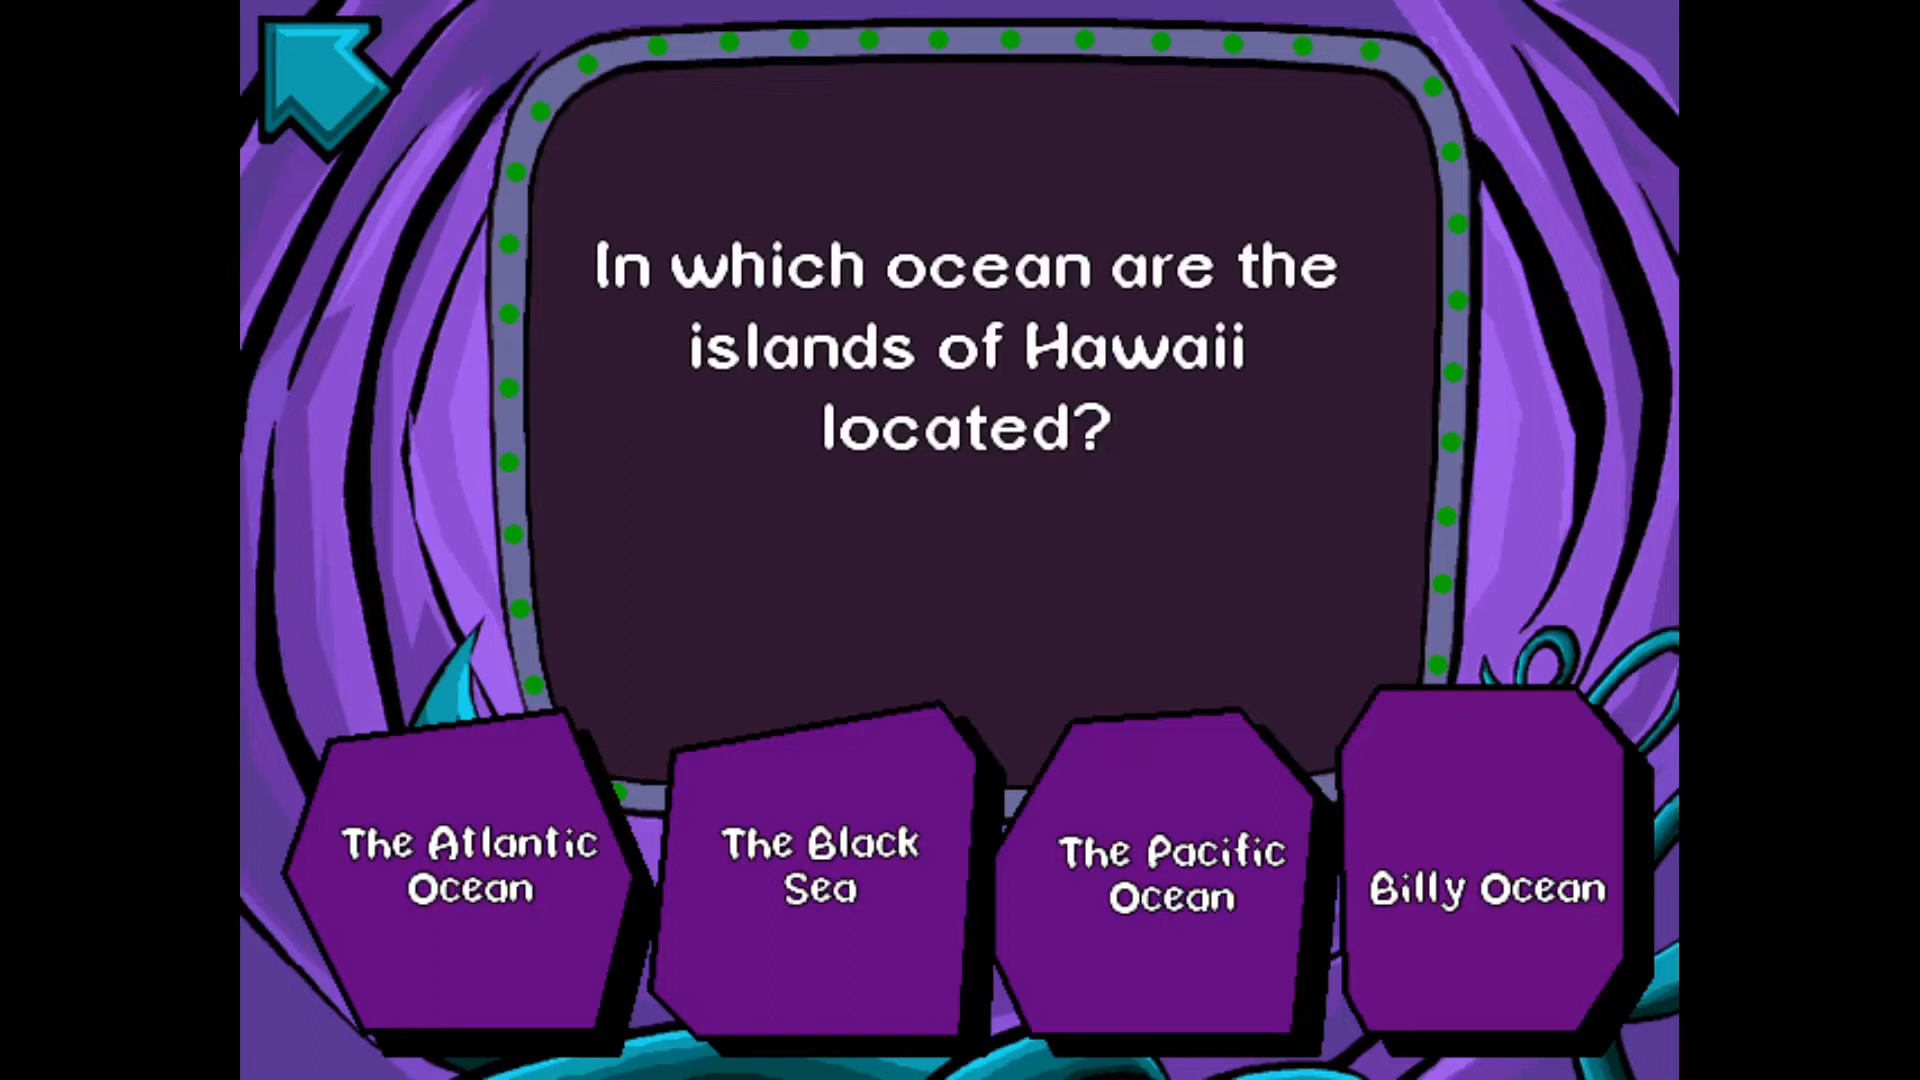 In which ocean are the
islands of Hawaii
located?
The Atlantic
Ocean
The Black
Sea
The Pacific
Ocean
Billy Ocean